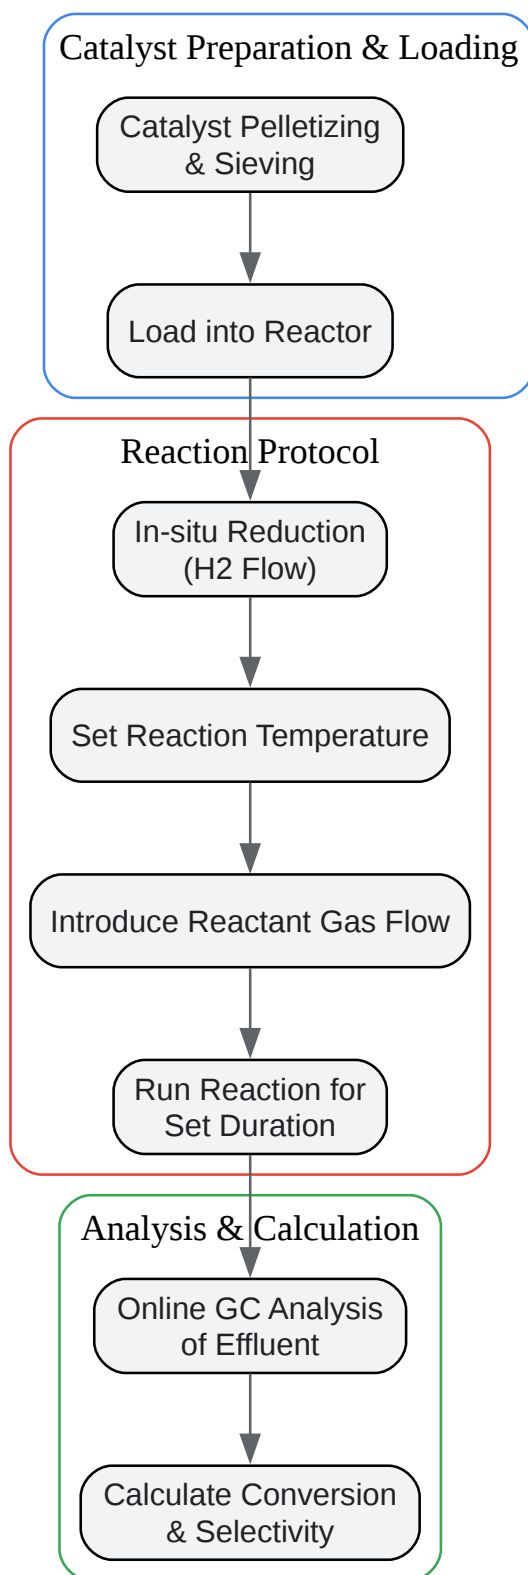 Catalyst Preparation & Loading
Catalyst Pelletizing
& Sieving
Load into Reactor
Reaction Protocol
In-situ Reduction
(H2 Flow)
Set Reaction Temperature
Introduce Reactant Gas Flow
Run Reaction for
Set Duration
Analysis & Calculation
Online GC Analysis
of Effluent
Calculate Conversion
& Selectivity